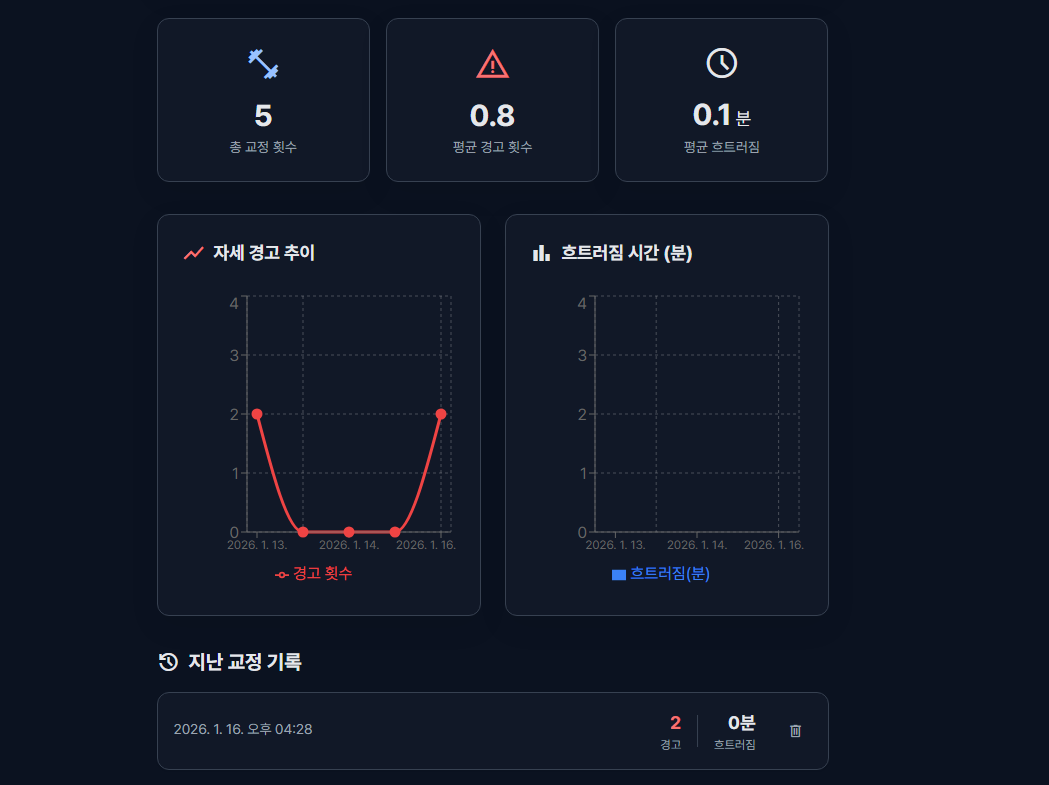 5
총 교정 횟수
0.8
평균 경고 횟수
0.1 분
평균 흐트러짐
자세 경고 추이
4
3
2
1
0
2026. 1. 13.
2026. 1. 14.
2026. 1. 16.
경고 횟수
흐트러짐 시간 (분)
4
3
2
1
0
2026. 1. 13.
2026. 1. 14.
2026. 1. 16.
흐트러짐(분)
지난 교정 기록
2026. 1. 16. 오후 04:28
2
경고
0분
흐트러짐